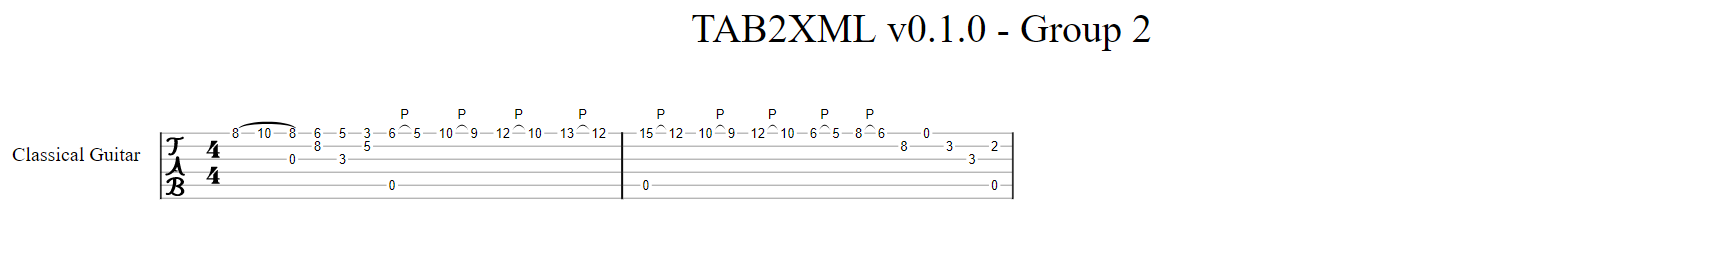 TAB2XML v0.1.0 - Group 2
P P P P P P P P P
8 10 8 6 5 3 6 5 10 9 12 10 13 12 15 12 10 9 12 10 6 5 8 6 0
T 4 8 5 8 3 2
Classical Guitar A 0 3 3
4
B 0 0 0